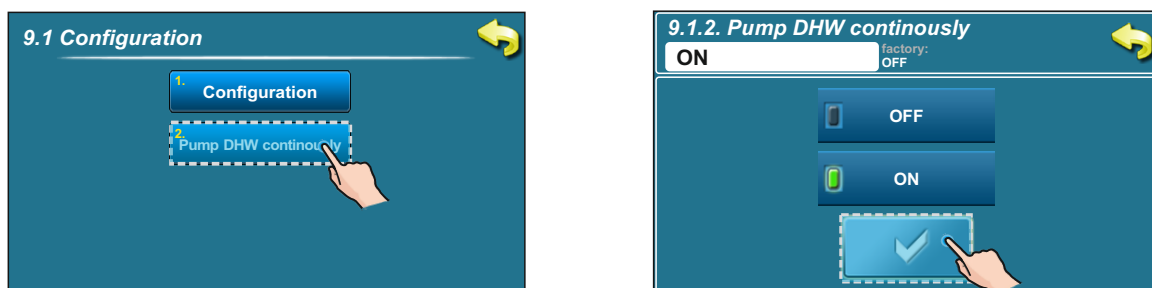 9.1 Configuration
1.
Configuration
2.
Pump DHW continously
9.1.2. Pump DHW continously
ON
factory:
OFF
OFF
ON